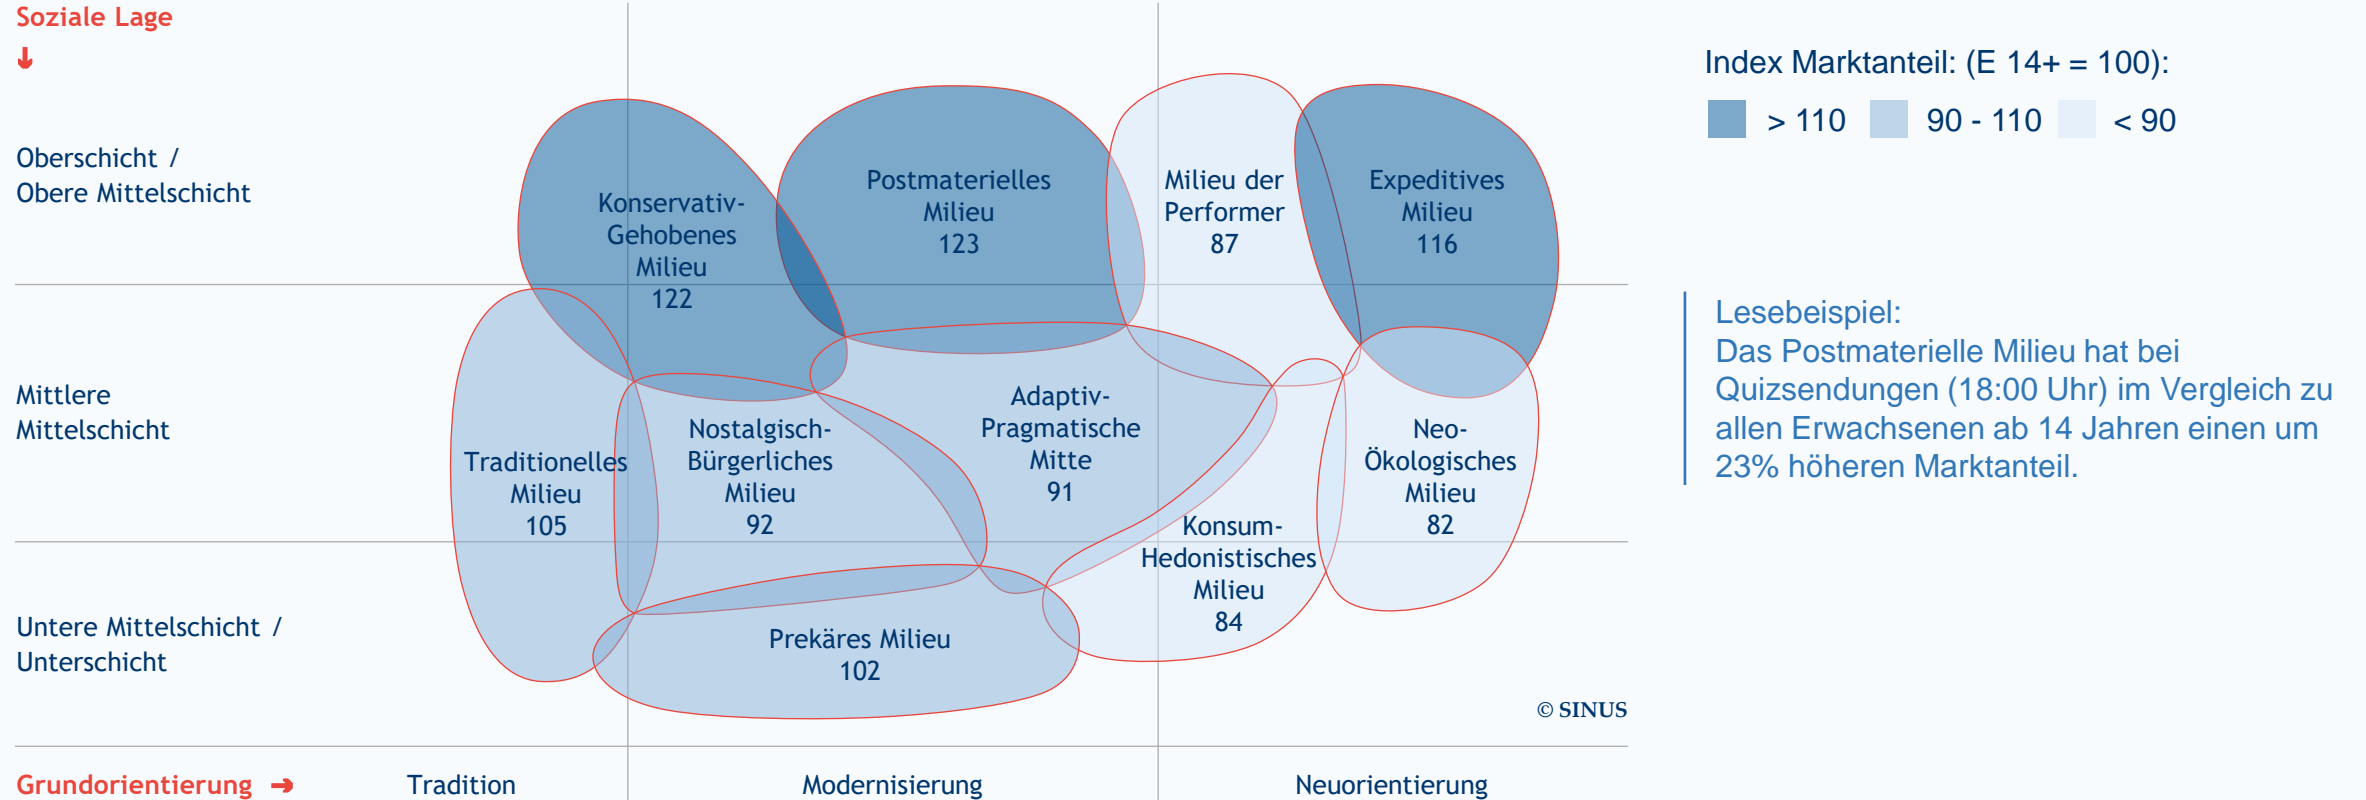 Soziale Lage
↓
Oberschicht /
Obere Mittelschicht
Mittlere
Mittelschicht
Untere Mittelschicht /
Unterschicht
Konservativ-
Gehobenes
Milieu
122
Postmaterielles
Milieu
123
Milieu der
Performer
87
Expeditives
Milieu
116
Traditionelles
Milieu
105
Nostalgisch-
Bürgerliches
Milieu
92
Adaptiv-
Pragmatische
Mitte
91
Konsum-
Hedonistisches
Milieu
84
Neo-
Ökologisches
Milieu
82
Prekäres Milieu
102
© SINUS
Grundorientierung →
Tradition
Modernisierung
Neuorientierung
Index Marktanteil: (E 14+ = 100):
> 110
90 - 110
< 90
Lesebeispiel:
Das Postmaterielle Milieu hat bei
Quizsendungen (18:00 Uhr) im Vergleich zu
allen Erwachsenen ab 14 Jahren einen um
23% höheren Marktanteil.